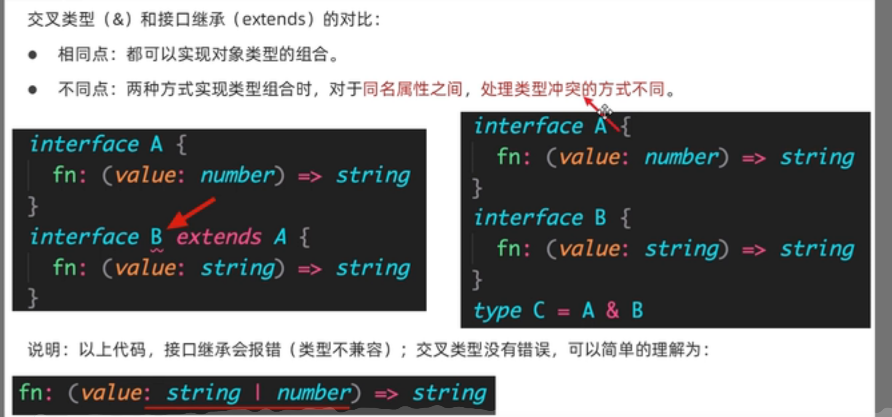 交叉类型（&）和接口继承（extends）的对比：
● 相同点：都可以实现对象类型的组合。
● 不同点：两种方式实现类型组合时，对于同名属性之间，处理类型冲突的方式不同。
interface A {
fn: (value: number) => string
}
interface B extends A {
fn: (value: string) => string
}
interface A {
fn: (value: number) => string
}
interface B {
fn: (value: string) => string
}
type C = A & B
说明：以上代码，接口继承会报错（类型不兼容）；交叉类型没有错误，可以简单的理解为：
fn: (value: string | number) => string